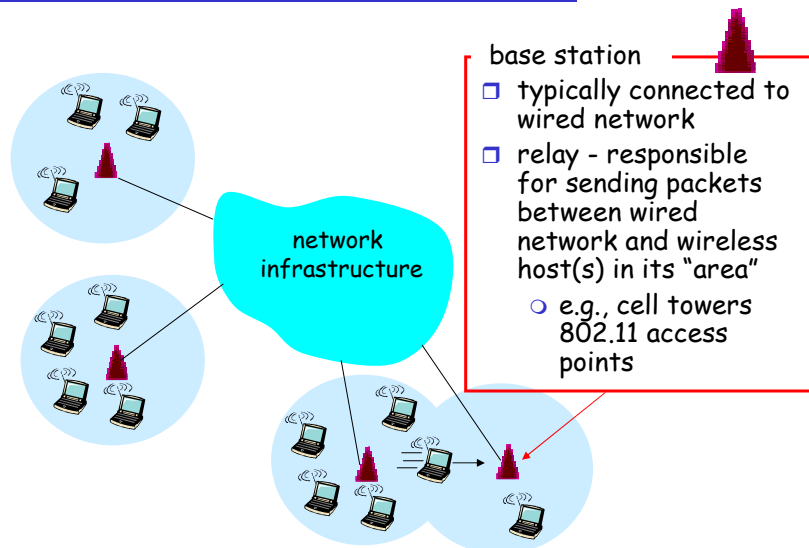 base station
typically connected to
wired network
relay - responsible
for sending packets
between wired
network and wireless
host(s) in its “area”
e.g., cell towers
802.11 access
points
network
infrastructure